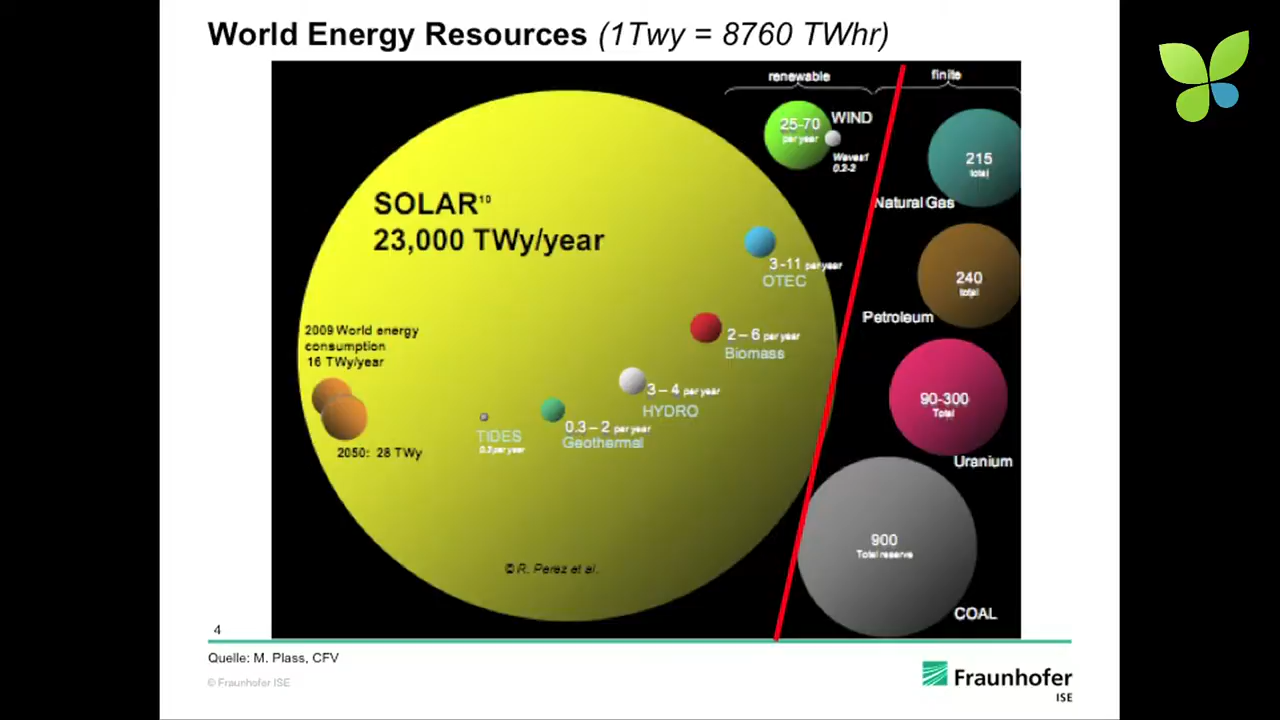 World Energy Resources (1Twy = 8760 TWhr)
renewable
finite
25-70
per year
WIND
Waves1
0.2-2
215
total
Natural Gas
SOLAR¹⁰
23,000 TWy/year
3 -11 per year
OTEC
240
total
Petroleum
2009 World energy
consumption
16 TWy/year
2 – 6 per year
Biomass
3 – 4 per year
HYDRO
90-300
Total
Uranium
TIDES
0.3 per year
0.3 – 2 per year
Geothermal
2050: 28 TWy
900
Total reserve
COAL
© R. Perez et al.
4
Quelle: M. Plass, CFV
© Fraunhofer ISE
Fraunhofer
ISE